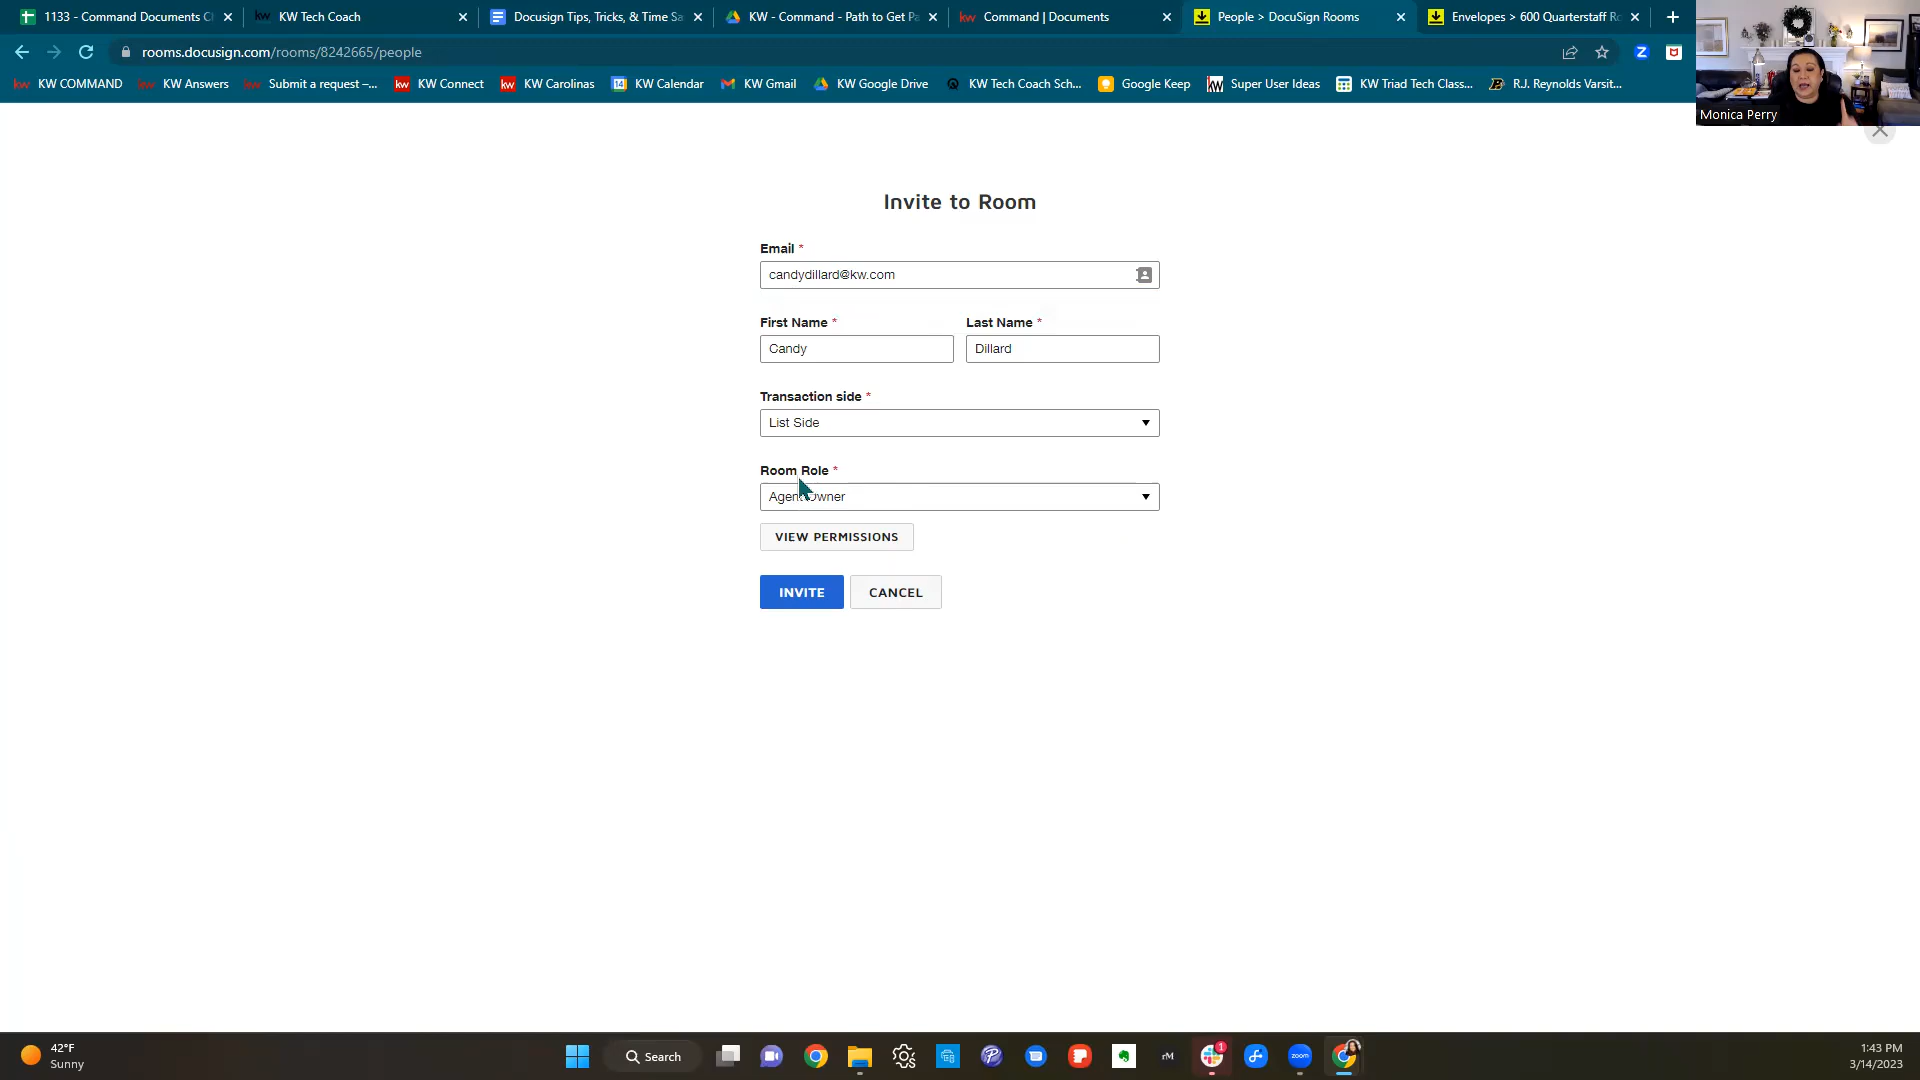 1133 - Command Documents C
KW Tech Coach
Docusign Tips, Tricks, & Time Sa
KW - Command - Path to Get Pa
Command | Documents
People > DocuSign Rooms
Envelopes > 600 Quarterstaff R
rooms.docusign.com/rooms/8242665/people
KW COMMAND
KW Answers
Submit a request –...
KW Connect
KW Carolinas
KW Calendar
KW Gmail
KW Google Drive
KW Tech Coach Sch...
Google Keep
Super User Ideas
KW Triad Tech Class...
R.J. Reynolds Varsit...
Monica Perry
Invite to Room
Email *
candydillard@kw.com
First Name *
Last Name *
Candy
Dillard
Transaction side *
List Side
Room Role *
Agent Owner
VIEW PERMISSIONS
INVITE
CANCEL
42°F
Sunny
Search
rM
1
zoom
1:43 PM
3/14/2023